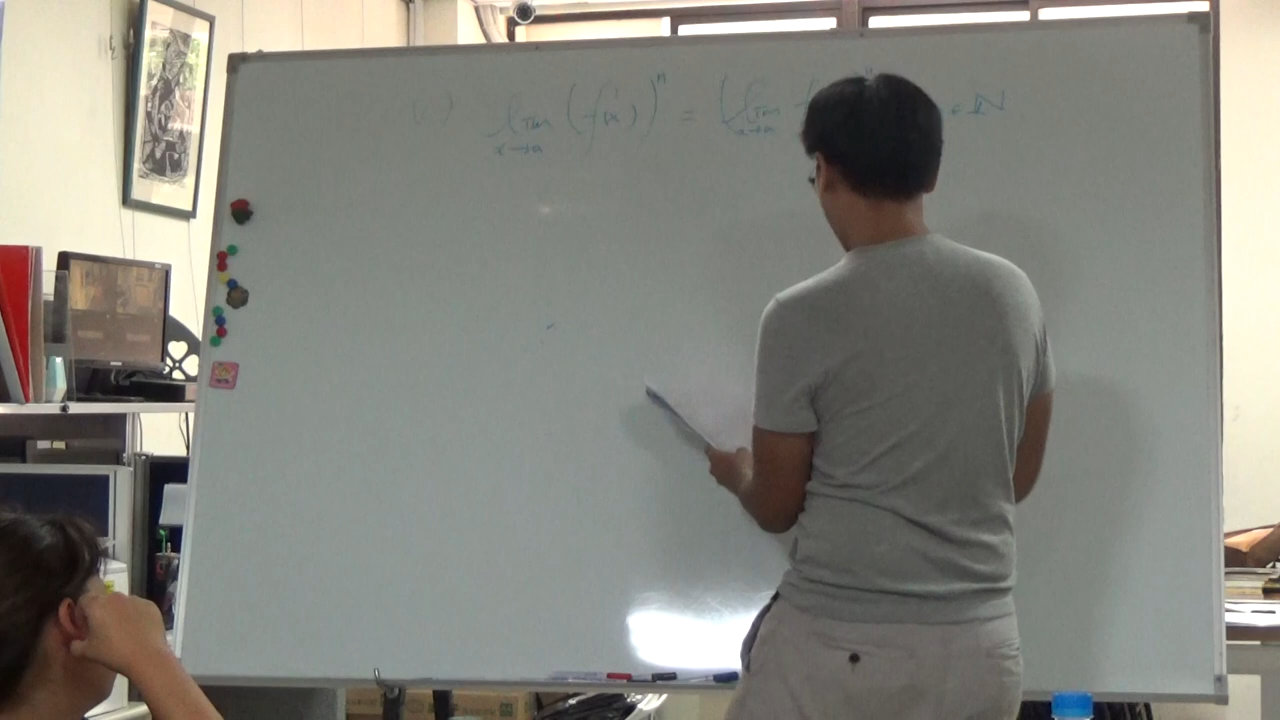 lim (f(x))ⁿ = (lim ∈ ℕ
x→a x→a